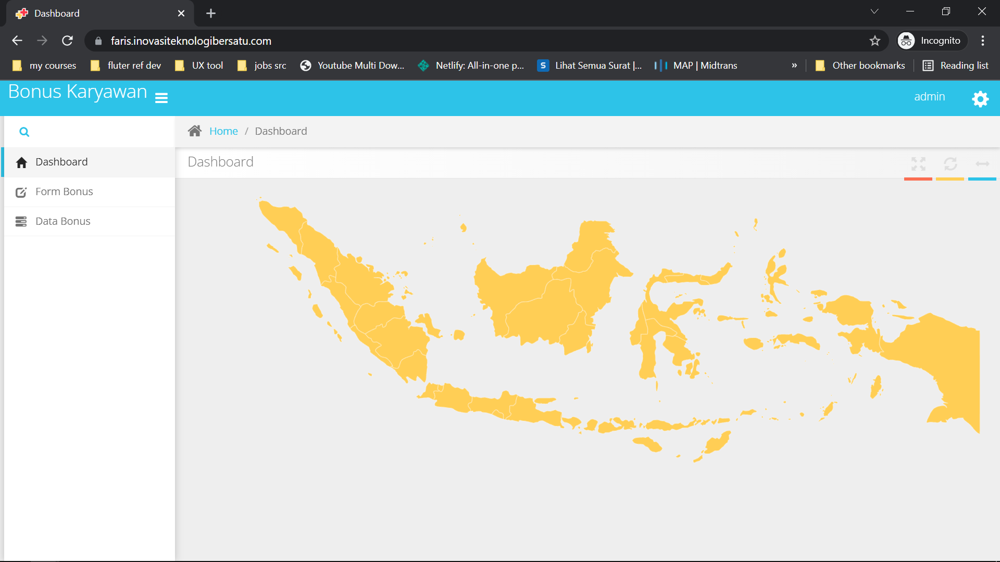 Dashboard
faris.inovasiteknologibersatu.com
Incognito
my courses
fluter ref dev
UX tool
jobs src
Youtube Multi Dow...
Netlify: All-in-one p...
Lihat Semua Surat |...
MAP | Midtrans
»
Other bookmarks
Reading list
Bonus Karyawan
admin
Home / Dashboard
Dashboard
Dashboard
Form Bonus
Data Bonus